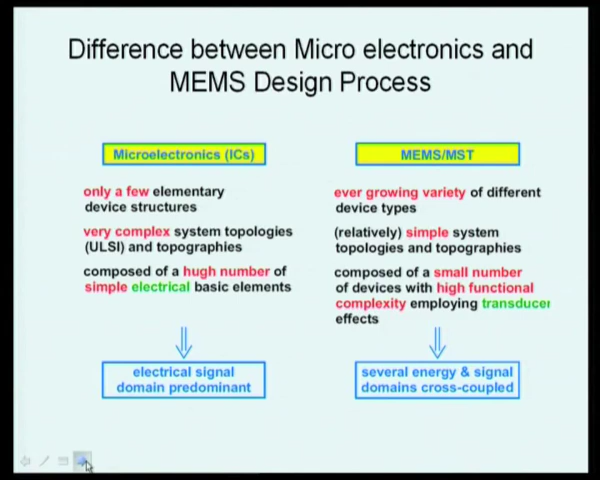 Difference between Micro electronics and
MEMS Design Process
Microelectronics (ICs)
only a few elementary
device structures
very complex system topologies
(ULSI) and topographies
composed of a hugh number of
simple electrical basic elements
electrical signal
domain predominant
MEMS/MST
ever growing variety of different
device types
(relatively) simple system
topologies and topographies
composed of a small number
of devices with high functional
complexity employing transducer
effects
several energy & signal
domains cross-coupled